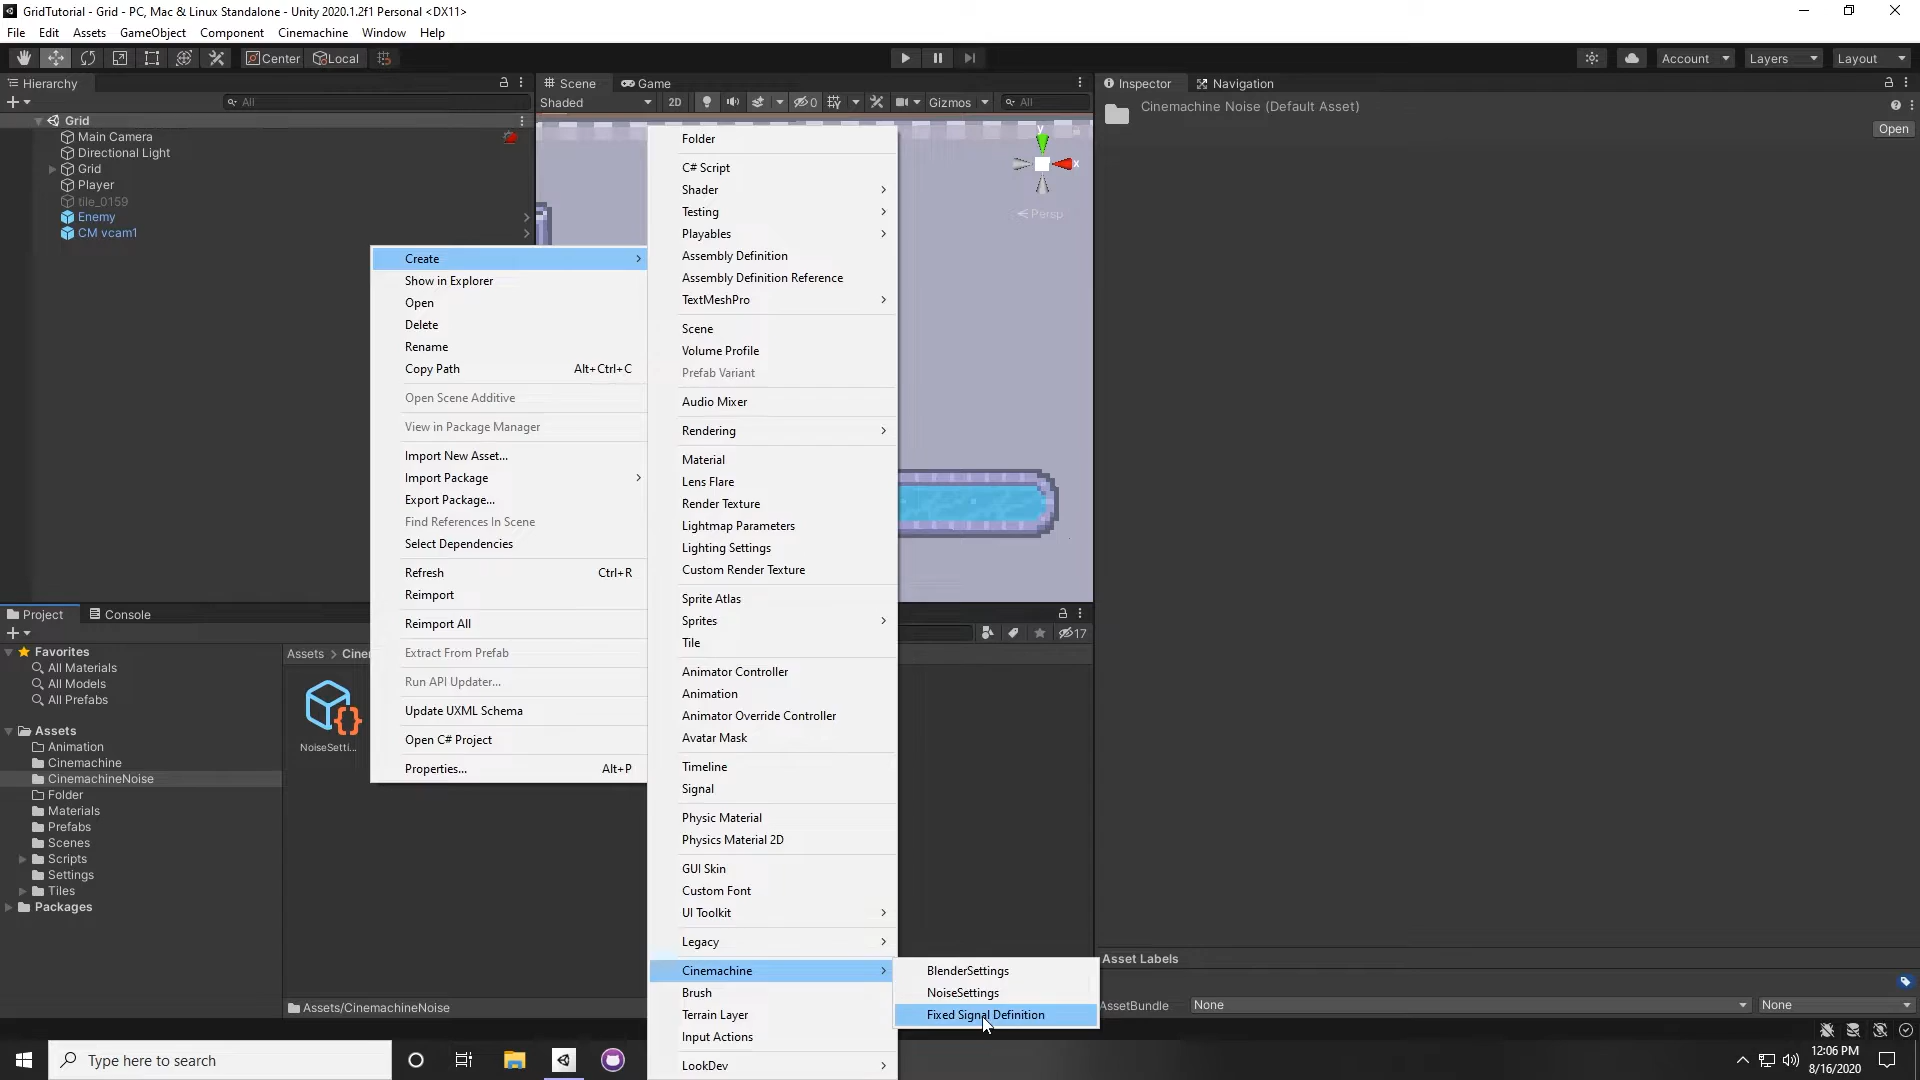 GridTutorial - Grid - PC, Mac & Linux Standalone - Unity 2020.1.2f1 Personal <DX11>
File Edit Assets GameObject Component Cinemachine Window Help
Center Local Account Layers Layout
Hierarchy
All
Grid
Main Camera
Directional Light
Grid
Player
tile_0159
Enemy
CM vcam1
Scene Game
Shaded 2D 0 Gizmos All
y
x
Persp
Inspector Navigation
Cinemachine Noise (Default Asset)
Open
Create
Show in Explorer
Open
Delete
Rename
Copy Path Alt+Ctrl+C
Open Scene Additive
View in Package Manager
Import New Asset...
Import Package
Export Package...
Find References In Scene
Select Dependencies
Refresh Ctrl+R
Reimport
Reimport All
Extract From Prefab
Run API Updater...
Update UXML Schema
Open C# Project
Properties... Alt+P
Folder
C# Script
Shader
Testing
Playables
Assembly Definition
Assembly Definition Reference
TextMeshPro
Scene
Volume Profile
Prefab Variant
Audio Mixer
Rendering
Material
Lens Flare
Render Texture
Lightmap Parameters
Lighting Settings
Custom Render Texture
Sprite Atlas
Sprites
Tile
Animator Controller
Animation
Animator Override Controller
Avatar Mask
Timeline
Signal
Physic Material
Physics Material 2D
GUI Skin
Custom Font
UI Toolkit
Legacy
Cinemachine
Brush
Terrain Layer
Input Actions
LookDev
BlenderSettings
NoiseSettings
Fixed Signal Definition
Project Console
17
Favorites
All Materials
All Models
All Prefabs
Assets
Animation
Cinemachine
CinemachineNoise
Folder
Materials
Prefabs
Scenes
Scripts
Settings
Tiles
Packages
Assets > Ciner
NoiseSetti...
Assets/CinemachineNoise
Asset Labels
AssetBundle None None
Type here to search
12:06 PM
8/16/2020